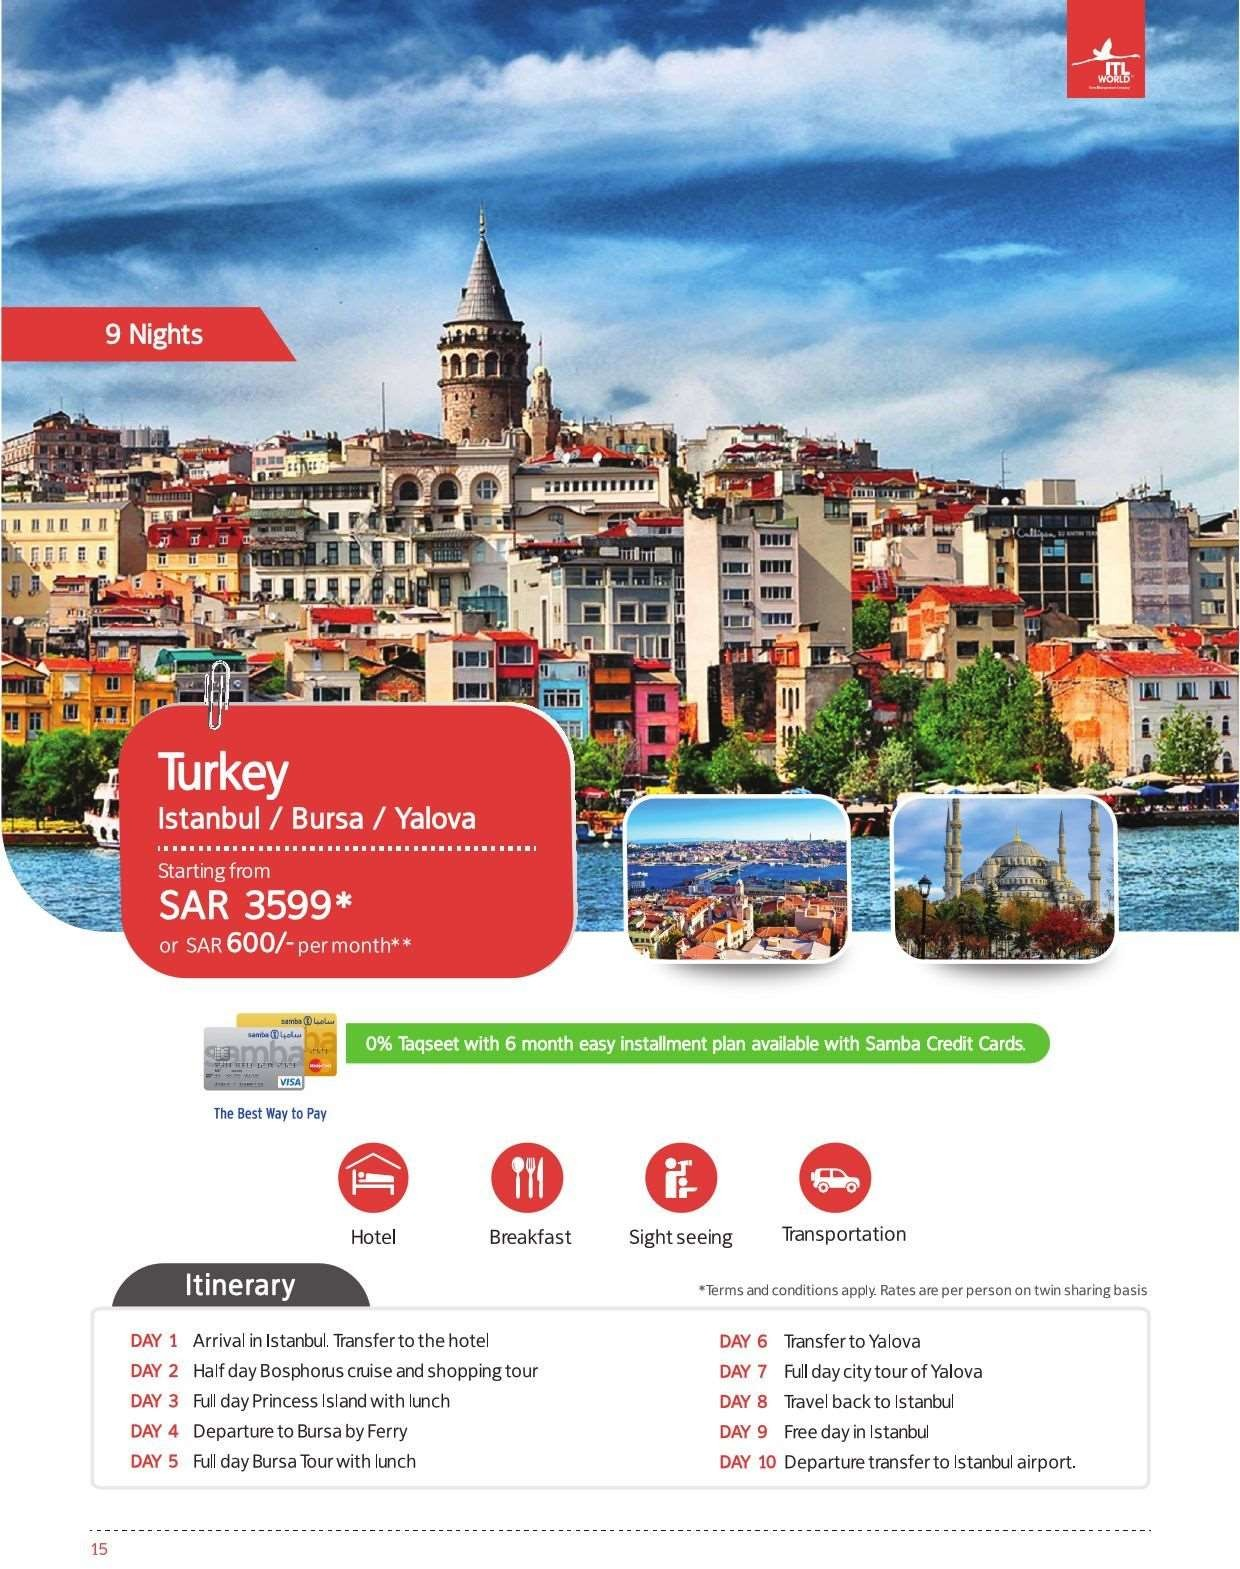 ITL
WORLD
9 Nights
Turkey
Istanbul / Bursa / Yalova
Starting from
SAR 3599*
or SAR 600/- per month**
samba سامبا
samba سامبا
samba
VISA
MasterCard
0% Taqseet with 6 month easy installment plan available with Samba Credit Cards.
The Best Way to Pay
Hotel
Breakfast
Sight seeing
Transportation
Itinerary
*Terms and conditions apply. Rates are per person on twin sharing basis
DAY 1 Arrival in Istanbul. Transfer to the hotel
DAY 2 Half day Bosphorus cruise and shopping tour
DAY 3 Full day Princess Island with lunch
DAY 4 Departure to Bursa by Ferry
DAY 5 Full day Bursa Tour with lunch
DAY 6 Transfer to Yalova
DAY 7 Full day city tour of Yalova
DAY 8 Travel back to Istanbul
DAY 9 Free day in Istanbul
DAY 10 Departure transfer to Istanbul airport.
15